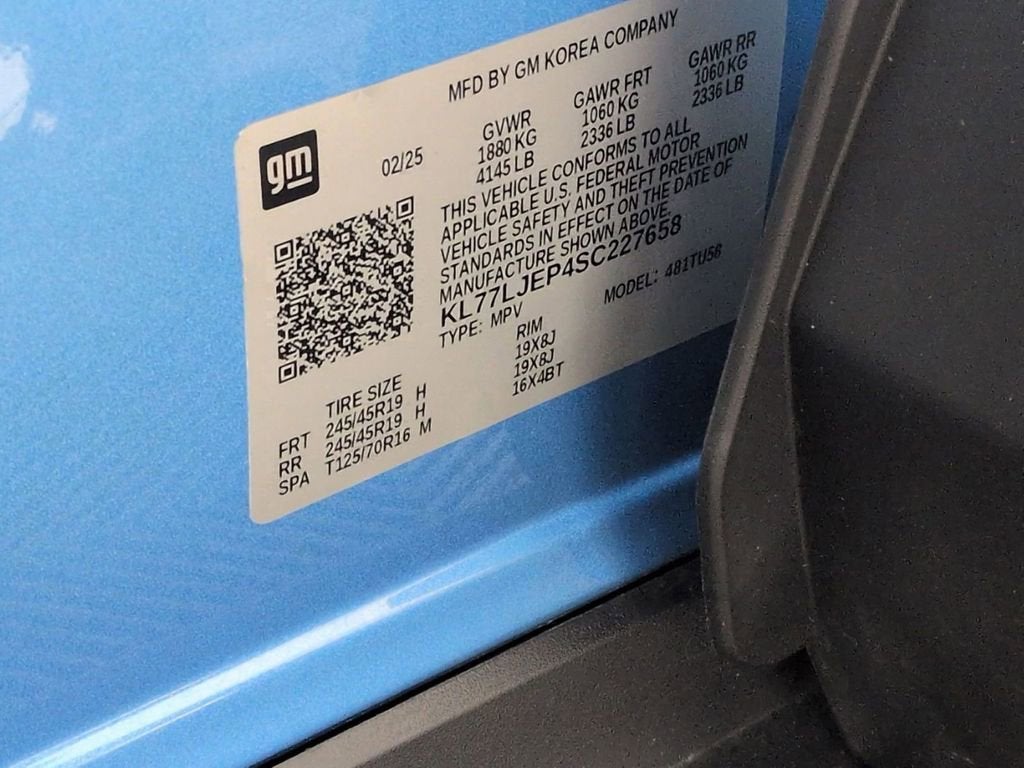 MFD BY GM KOREA COMPANY
gm
02/25
GVWR
1880 KG
4145 LB
GAWR FRT
1060 KG
2336 LB
GAWR RR
1060 KG
2336 LB
THIS VEHICLE CONFORMS TO ALL
APPLICABLE U.S. FEDERAL MOTOR
VEHICLE SAFETY AND THEFT PREVENTION
STANDARDS IN EFFECT ON THE DATE OF
MANUFACTURE SHOWN ABOVE.
KL77LJEP4SC227658
TYPE: MPV
MODEL: 481TU56
TIRE SIZE RIM
FRT 245/45R19 H 19X8J
RR 245/45R19 H 19X8J
SPA T125/70R16 M 16X4BT